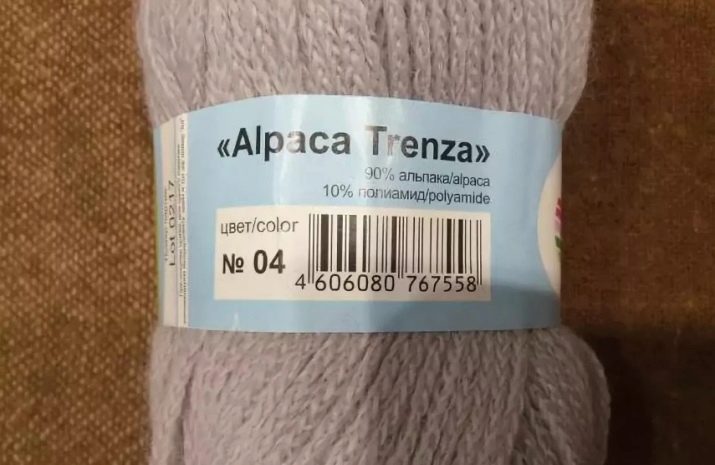 «Alpaca Trenza»
90% альпака/alpaca
10% полиамид/polyamide
цвет/color
№ 04
4 606080 767558
Lot 0217